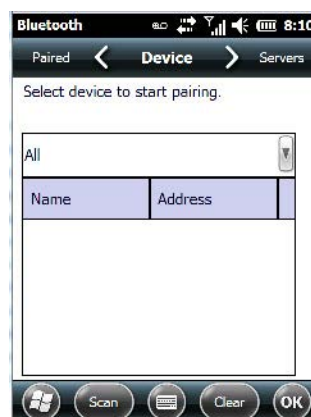 Bluetooth 8:10
Paired Device Servers
Select device to start pairing.
All
Name Address
Scan Clear OK